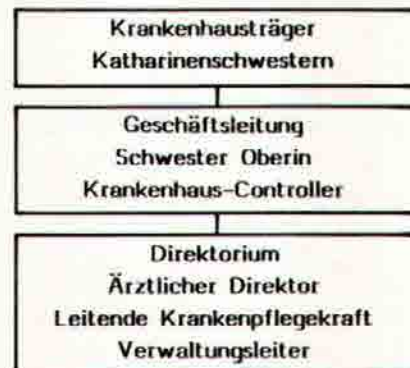 Krankenhausträger
Katharinenschwestern
Geschäftsleitung
Schwester Oberin
Krankenhaus-Controller
Direktorium
Ärztlicher Direktor
Leitende Krankenpflegekraft
Verwaltungsleiter